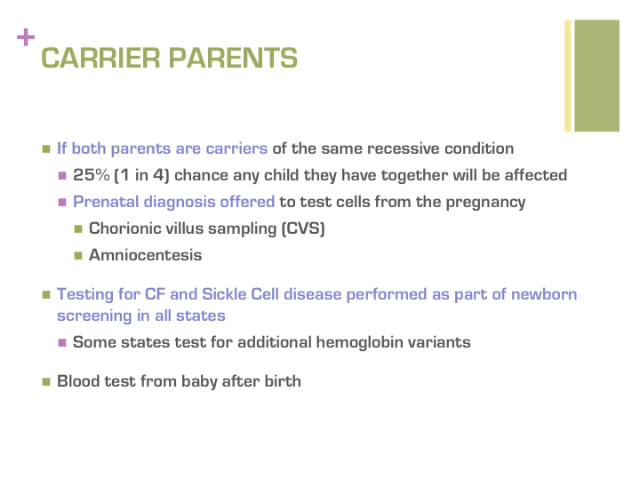 +
CARRIER PARENTS
If both parents are carriers of the same recessive condition
25% (1 in 4) chance any child they have together will be affected
Prenatal diagnosis offered to test cells from the pregnancy
Chorionic villus sampling (CVS)
Amniocentesis
Testing for CF and Sickle Cell disease performed as part of newborn
screening in all states
Some states test for additional hemoglobin variants
Blood test from baby after birth